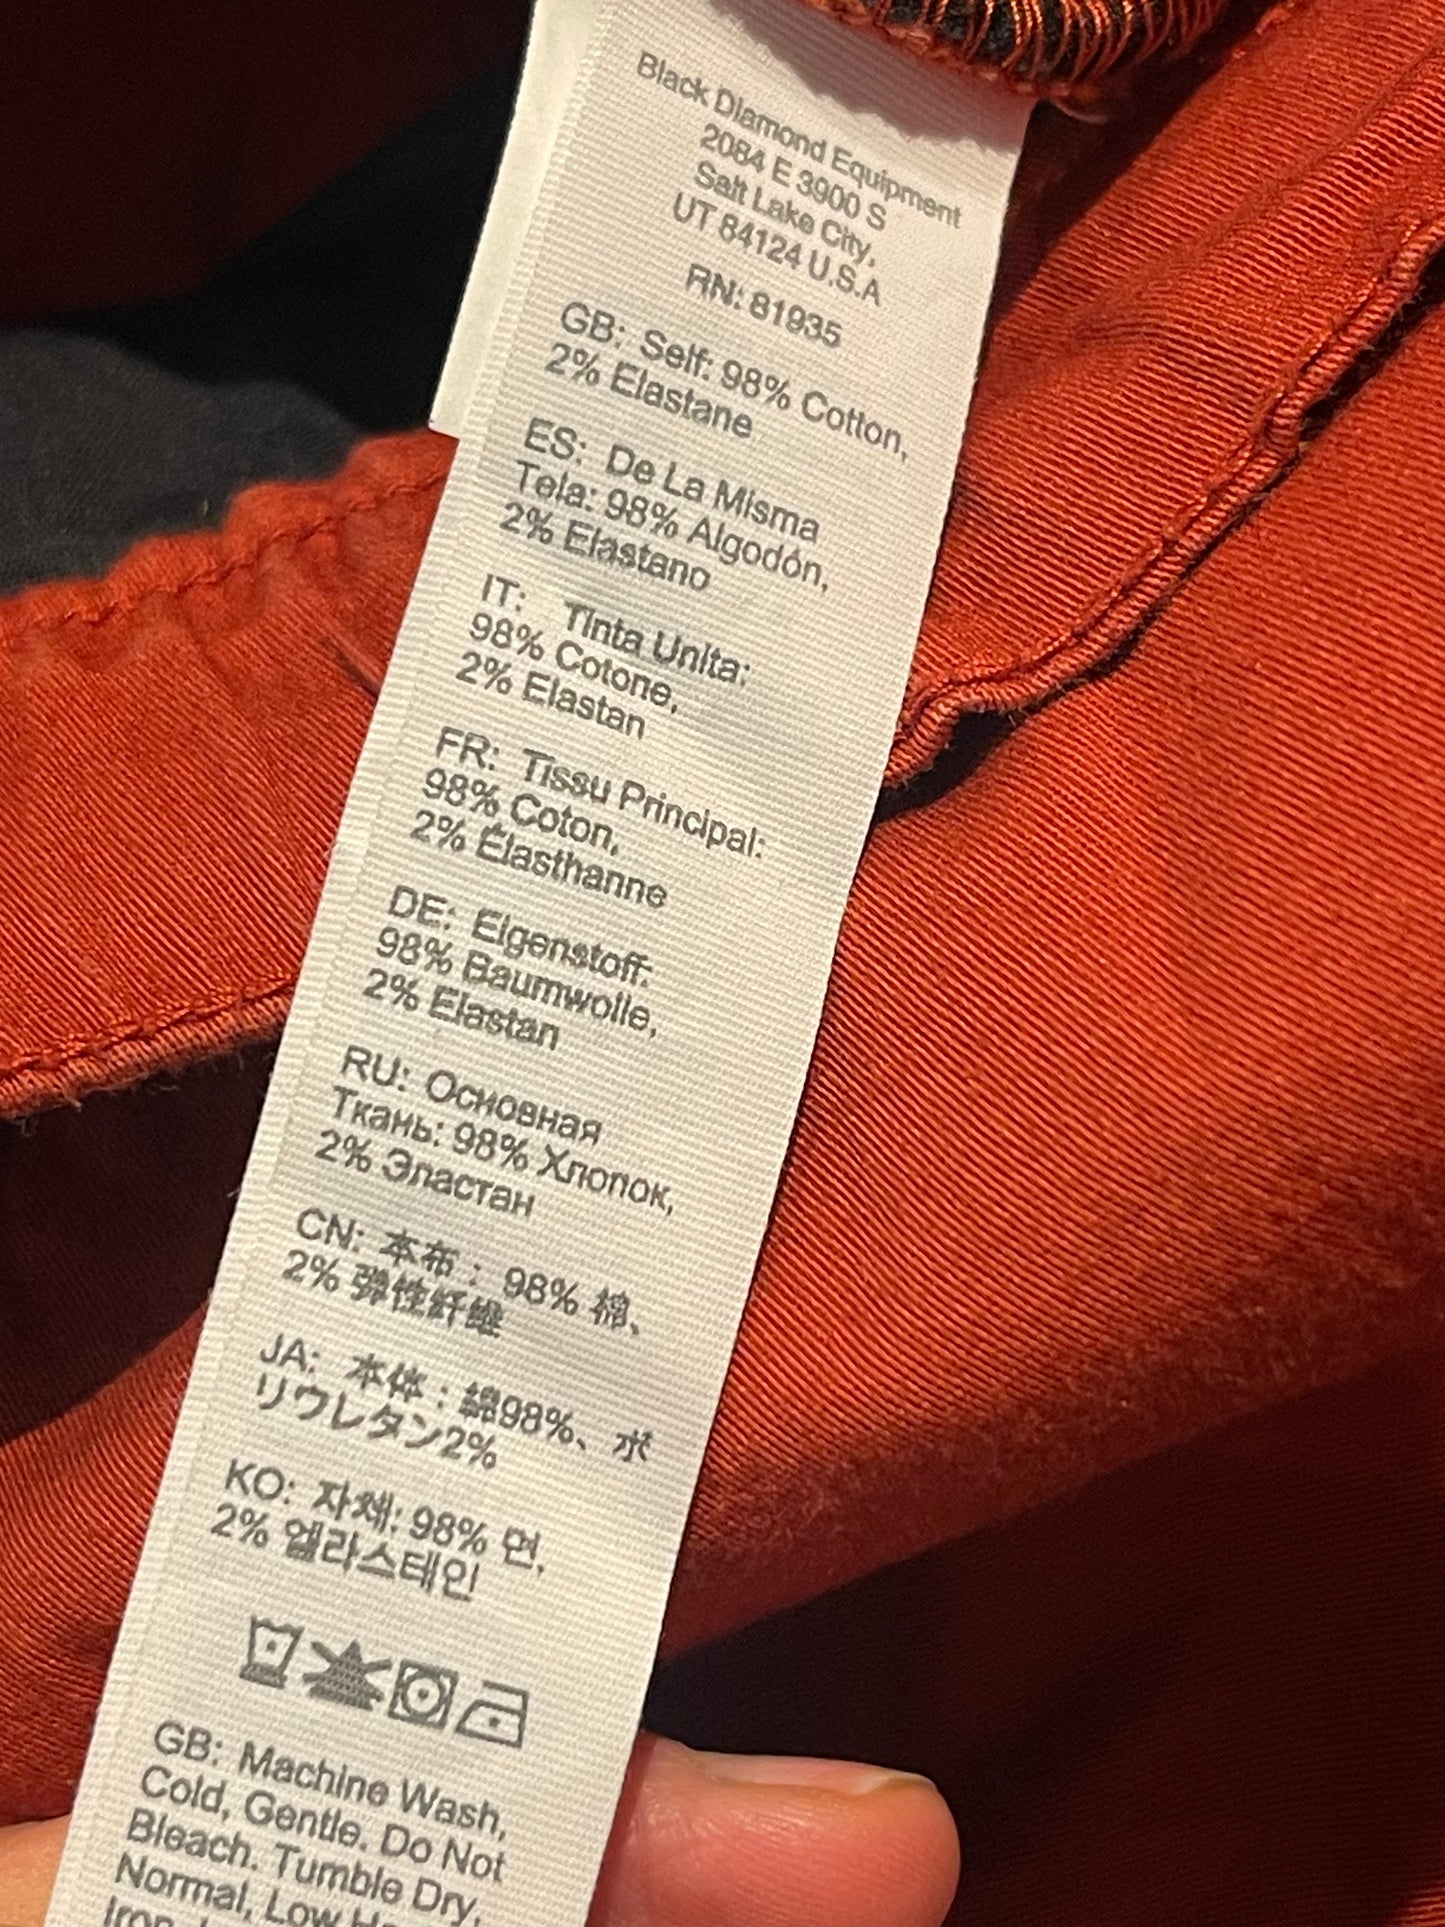 Black Diamond Equipment
2084 E 3900 S
Salt Lake City,
UT 84124 U.S.A
RN: 81935
GB: Self: 98% Cotton,
2% Elastane
ES: De La Misma
Tela: 98% Algodón,
2% Elastano
IT: Tinta Unita:
98% Cotone,
2% Elastan
FR: Tissu Principal:
98% Coton,
2% Élasthanne
DE: Eigenstoff:
98% Baumwolle,
2% Elastan
RU: Основная
Ткань: 98% Хлопок,
2% Эластан
CN: 本布：98% 棉、
2% 弹性纤维
JA: 本体：綿98%、ポ
リウレタン2%
KO: 자체: 98% 면,
2% 엘라스테인
GB: Machine Wash,
Cold, Gentle. Do Not
Bleach. Tumble Dry,
Normal, Low
Iron